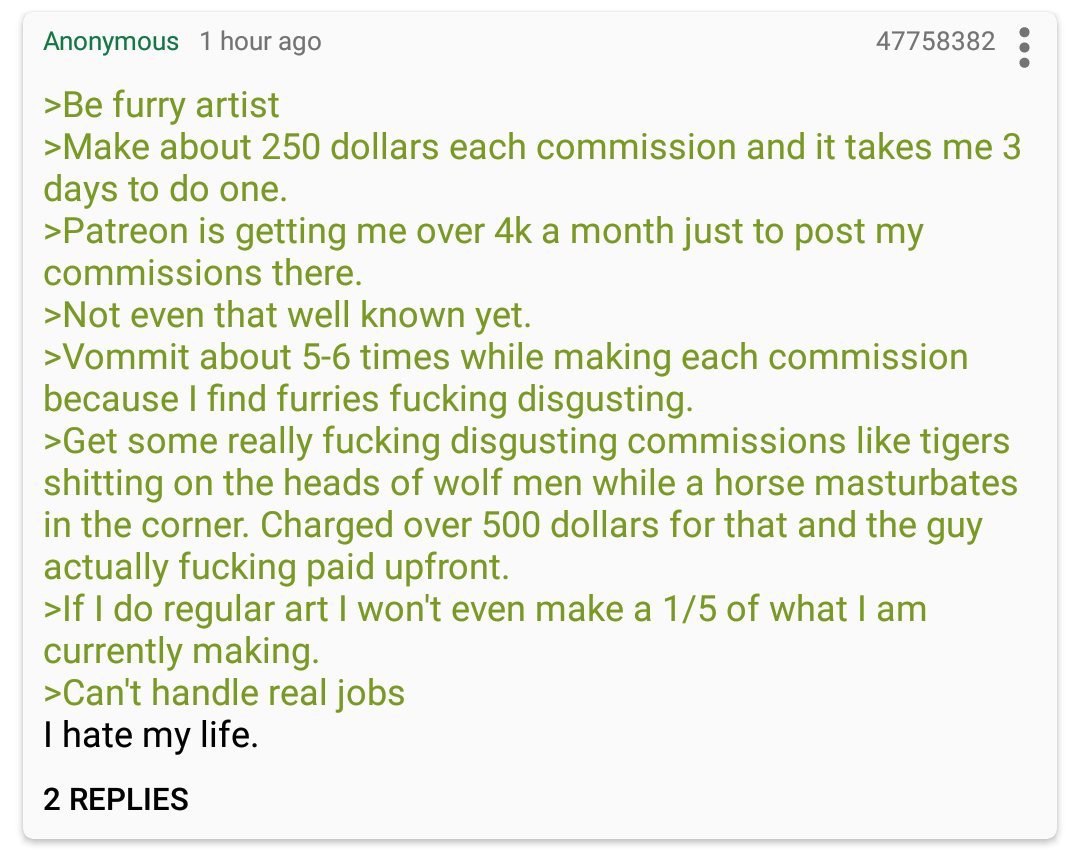 Anonymous 1 hour ago 47758382
>Be furry artist
>Make about 250 dollars each commission and it takes me 3
days to do one.
>Patreon is getting me over 4k a month just to post my
commissions there.
>Not even that well known yet.
>Vommit about 5-6 times while making each commission
because I find furries fucking disgusting.
>Get some really fucking disgusting commissions like tigers
shitting on the heads of wolf men while a horse masturbates
in the corner. Charged over 500 dollars for that and the guy
actually fucking paid upfront.
>If I do regular art I won't even make a 1/5 of what I am
currently making.
>Can't handle real jobs
I hate my life.
2 REPLIES